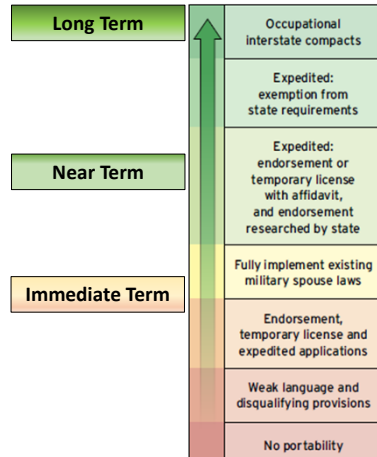 Long Term
Occupational
interstate compacts
Expedited:
exemption from
state requirements
Near Term
Expedited:
endorsement or
temporary license
with affidavit,
and endorsement
researched by state
Immediate Term
Fully implement existing
military spouse laws
Endorsement,
temporary license and
expedited applications
Weak language and
disqualifying provisions
No portability